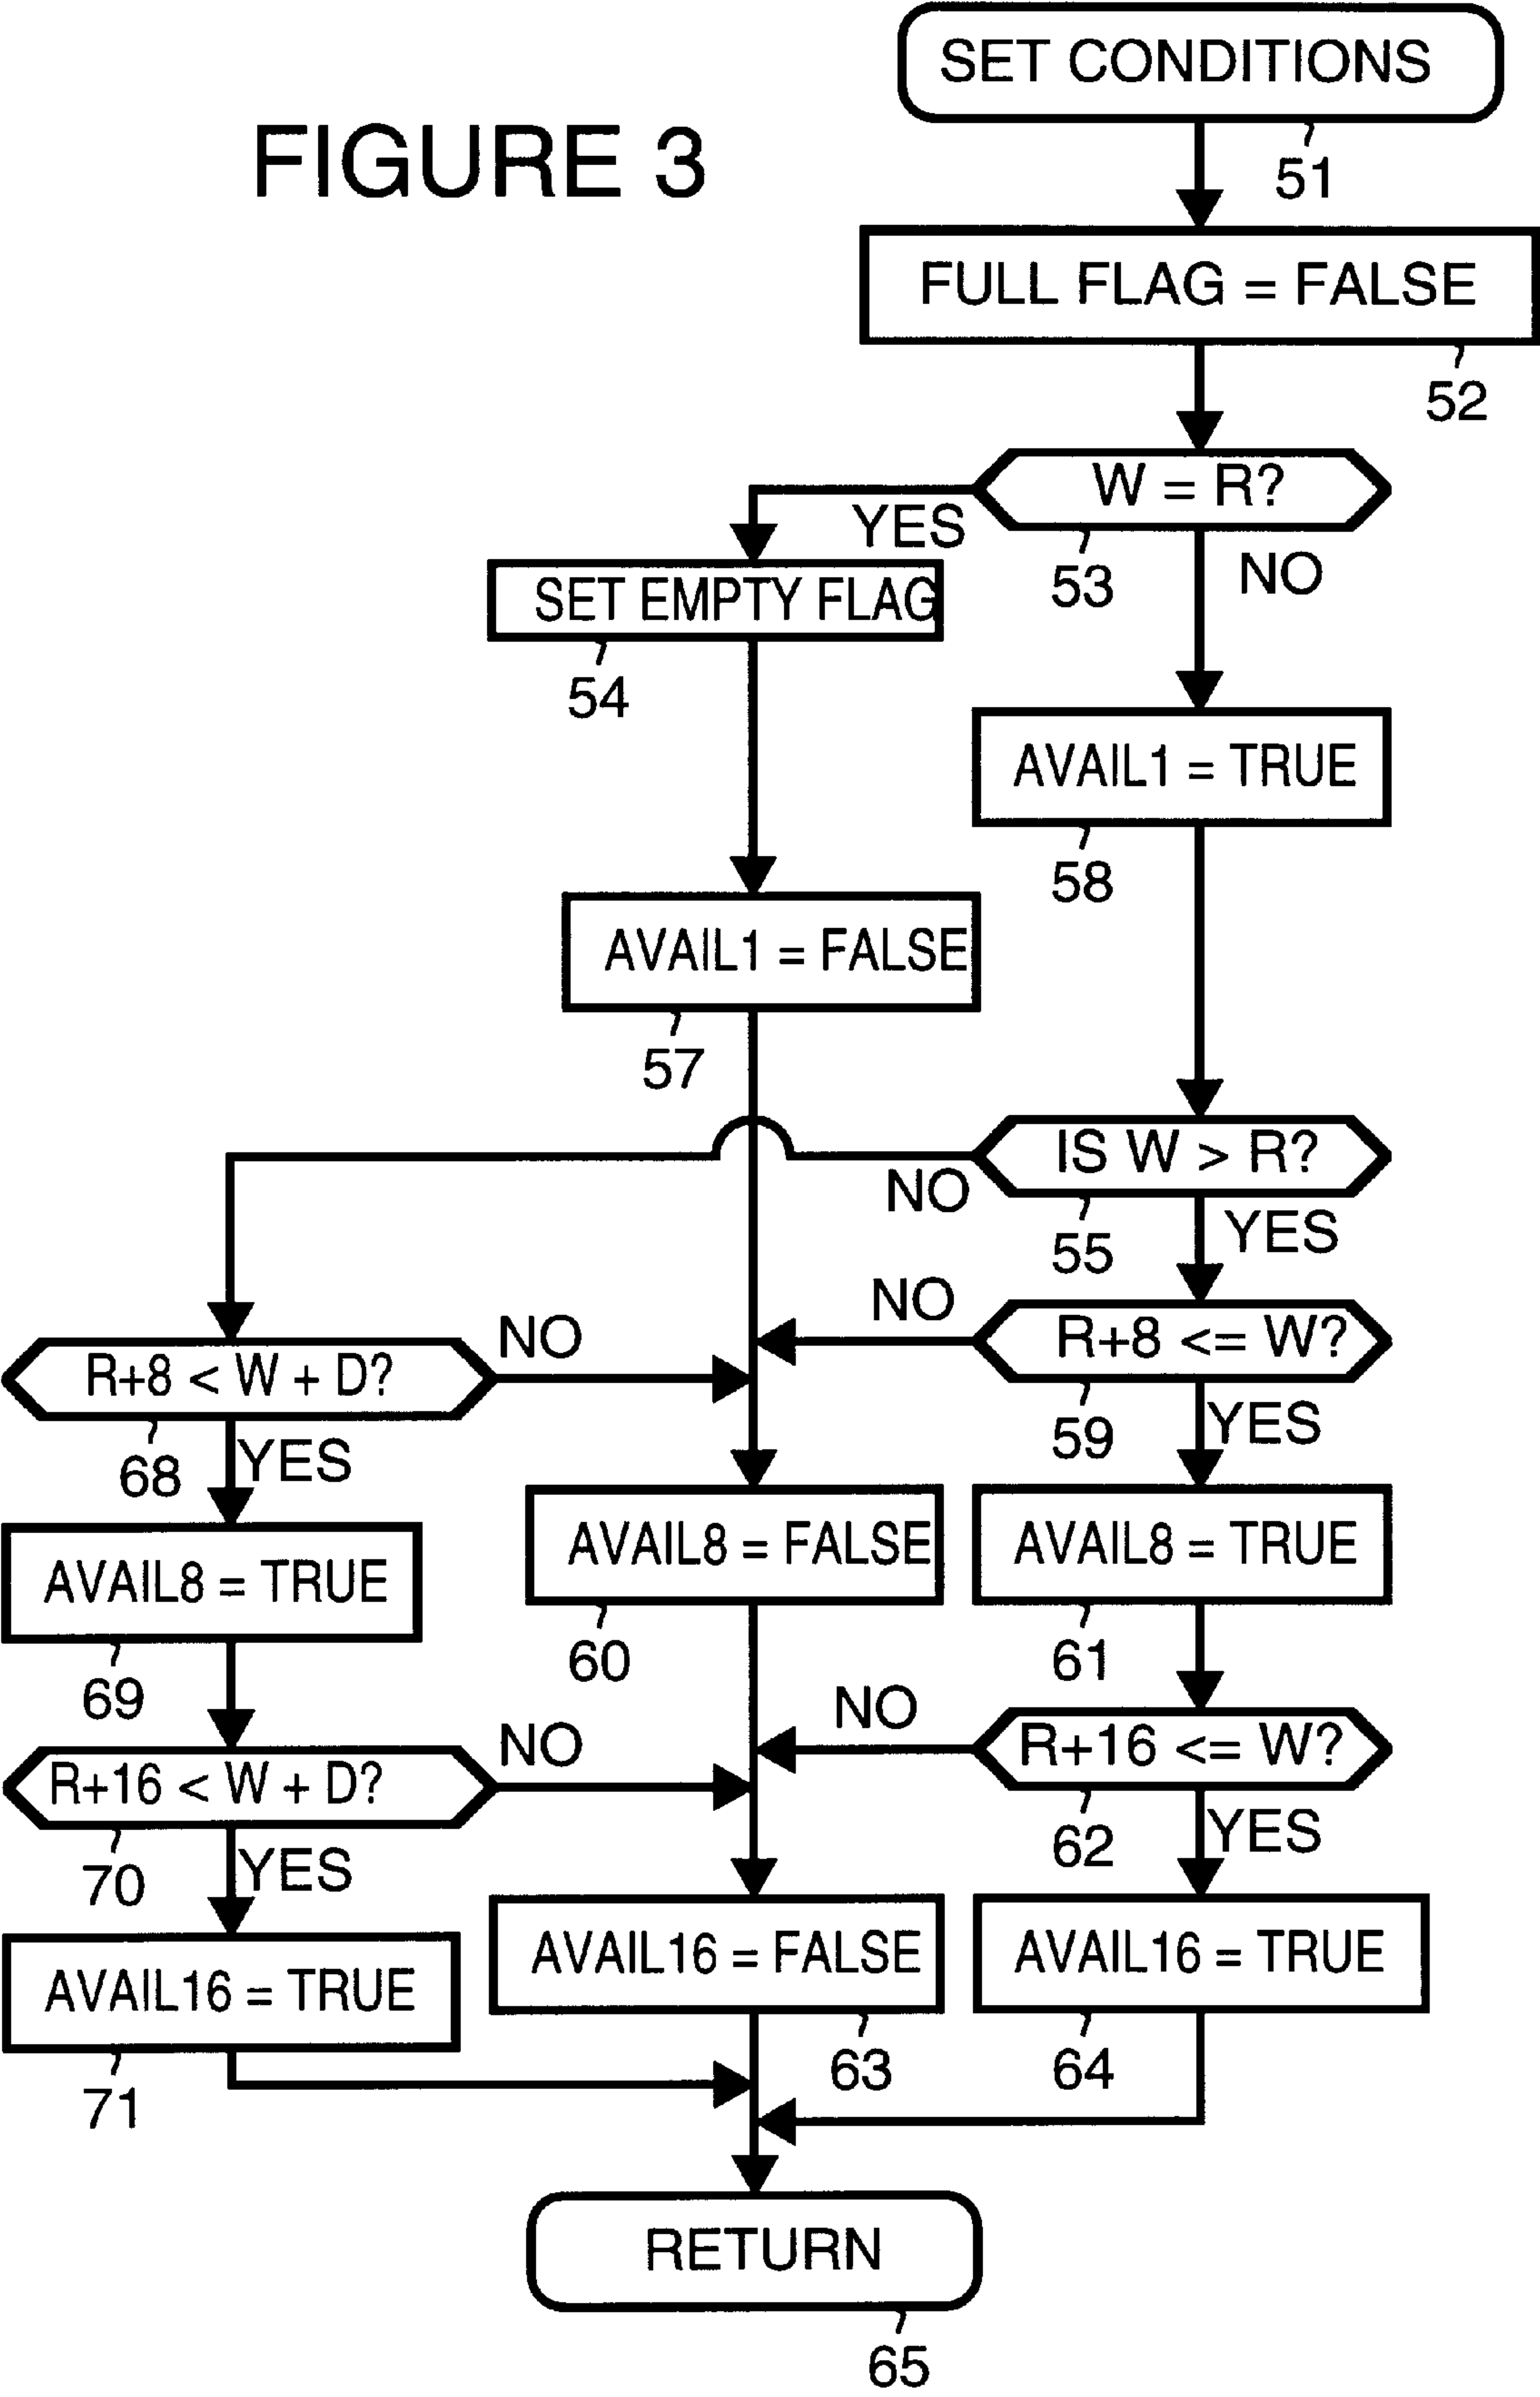 SET CONDITIONS
FIGURE 3
51
FULL FLAG = FALSE
52
W = R?
YES
53
NO
SET EMPTY FLAG
54
AVAIL1 = TRUE
58
AVAIL1 = FALSE
57
IS W > R?
NO
55
YES
NO
R+8 <= W?
NO
R+8 < W + D?
59
YES
68
YES
AVAIL8 = FALSE
AVAIL8 = TRUE
AVAIL8 = TRUE
60
61
69
NO
R+16 <= W?
NO
R+16 < W + D?
62
YES
70
YES
AVAIL16 = FALSE
AVAIL16 = TRUE
AVAIL16 = TRUE
63
64
71
RETURN
65